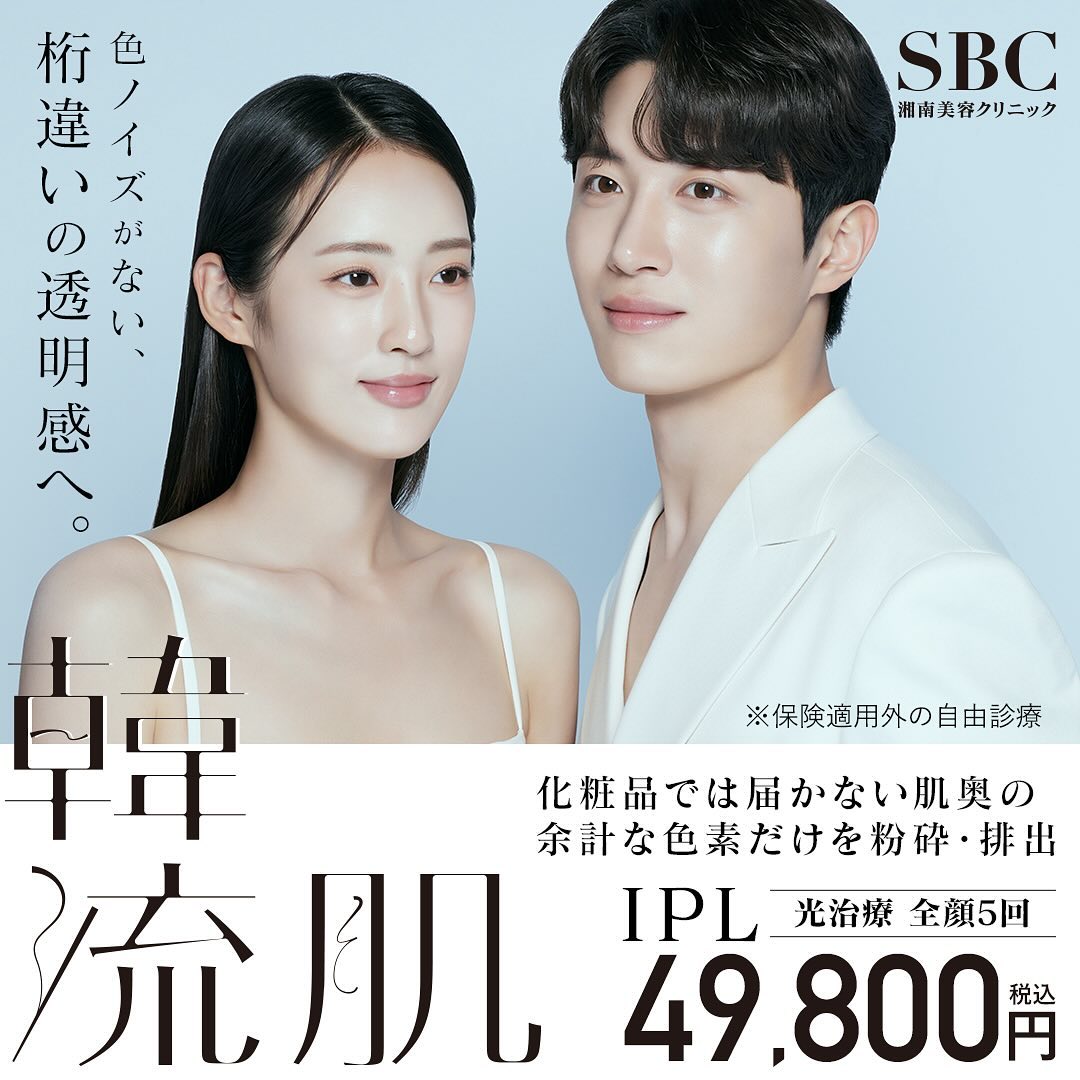 色ノイズがない、
桁違いの透明感へ。
SBC
湘南美容クリニック
※保険適用外の自由診療
韓
流肌
化粧品では届かない肌奥の
余計な色素だけを粉砕・排出
IPL 光治療 全顔5回
49,800円 税込